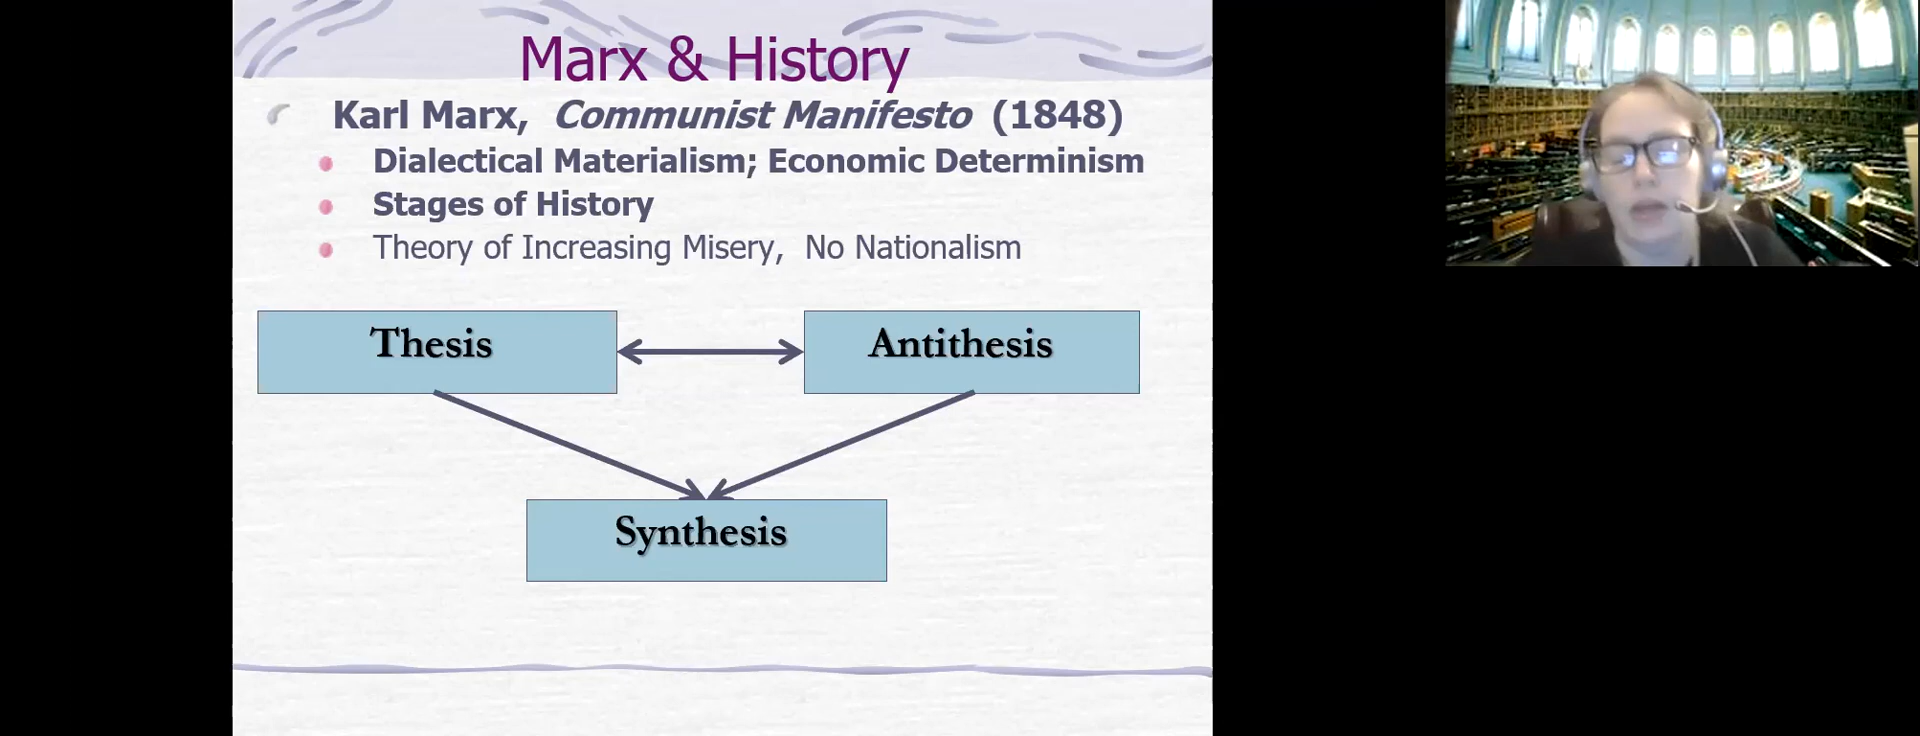 Marx & History
Karl Marx, Communist Manifesto (1848)
Dialectical Materialism; Economic Determinism
Stages of History
Theory of Increasing Misery, No Nationalism
Thesis
Antithesis
Synthesis